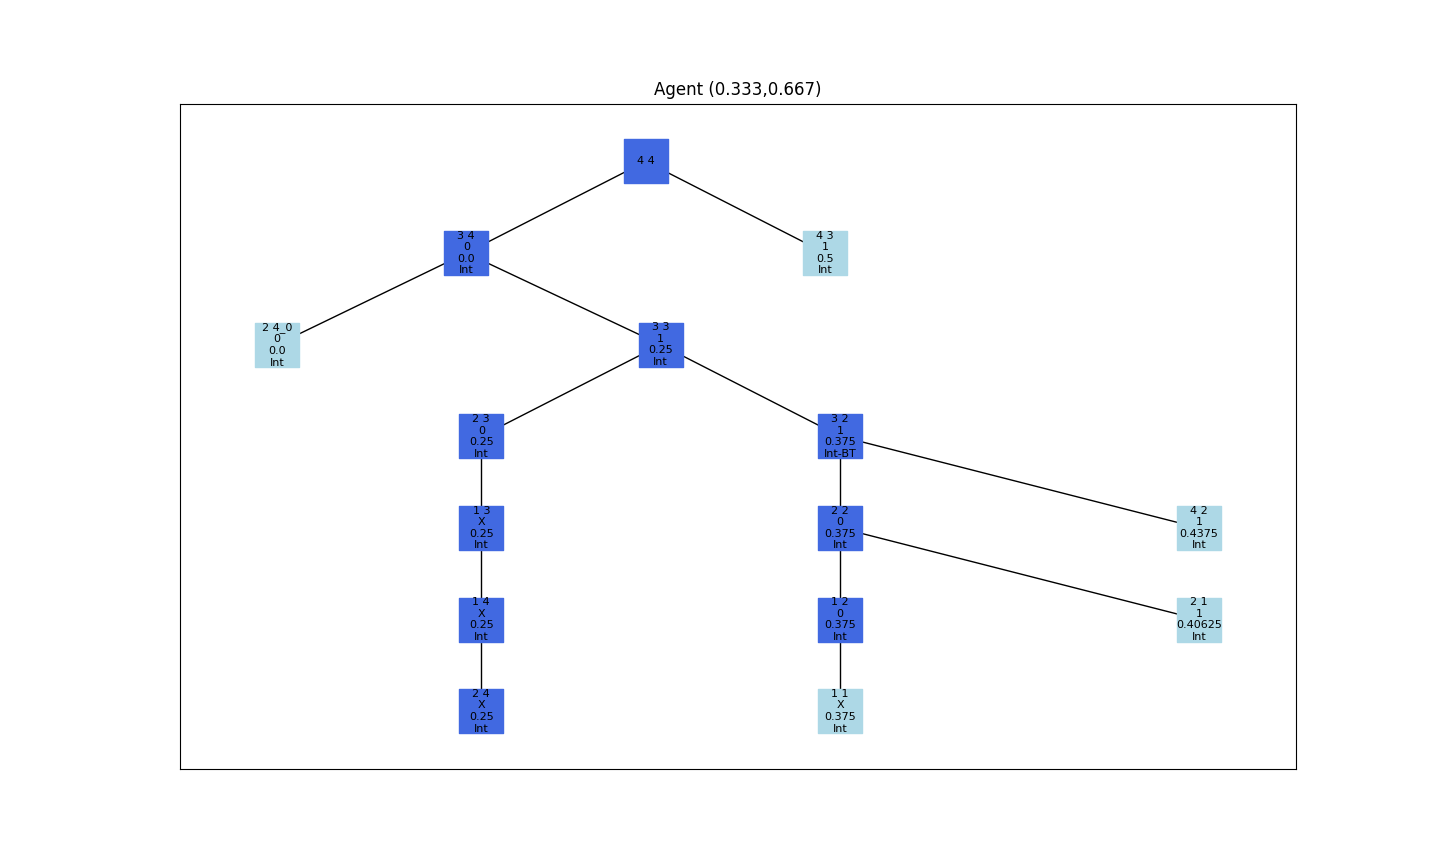 Agent (0.333,0.667)
4 4
3 4
0
0.0
Int
4 3
1
0.5
Int
2 4_0
0
0.0
Int
3 3
1
0.25
Int
2 3
0
0.25
Int
3 2
1
0.375
Int-BT
1 3
X
0.25
Int
2 2
0
0.375
Int
4 2
1
0.4375
Int
1 4
X
0.25
Int
1 2
0
0.375
Int
2 1
1
0.40625
Int
2 4
X
0.25
Int
1 1
X
0.375
Int